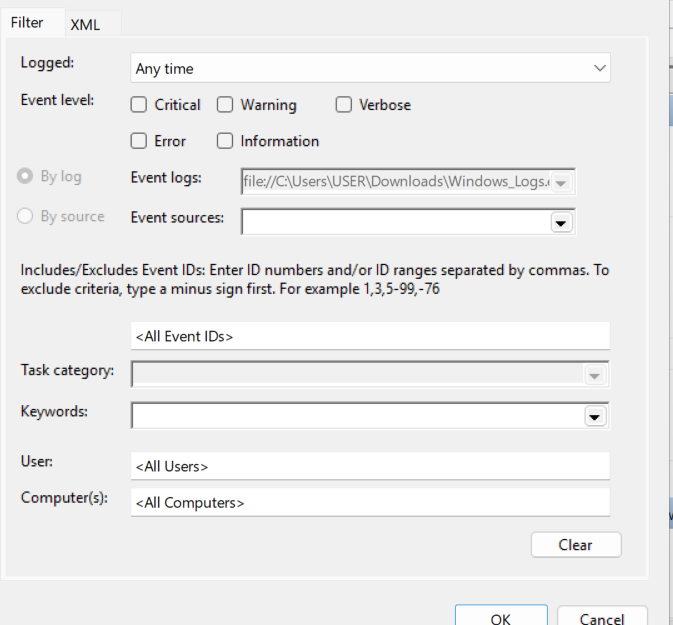 Filter XML
Logged: Any time
Event level: Critical Warning Verbose
Error Information
By log Event logs: file://C:\Users\USER\Downloads\Windows_Logs.
By source Event sources:
Includes/Excludes Event IDs: Enter ID numbers and/or ID ranges separated by commas. To
exclude criteria, type a minus sign first. For example 1,3,5-99,-76
<All Event IDs>
Task category:
Keywords:
User: <All Users>
Computer(s): <All Computers>
Clear
OK Cancel